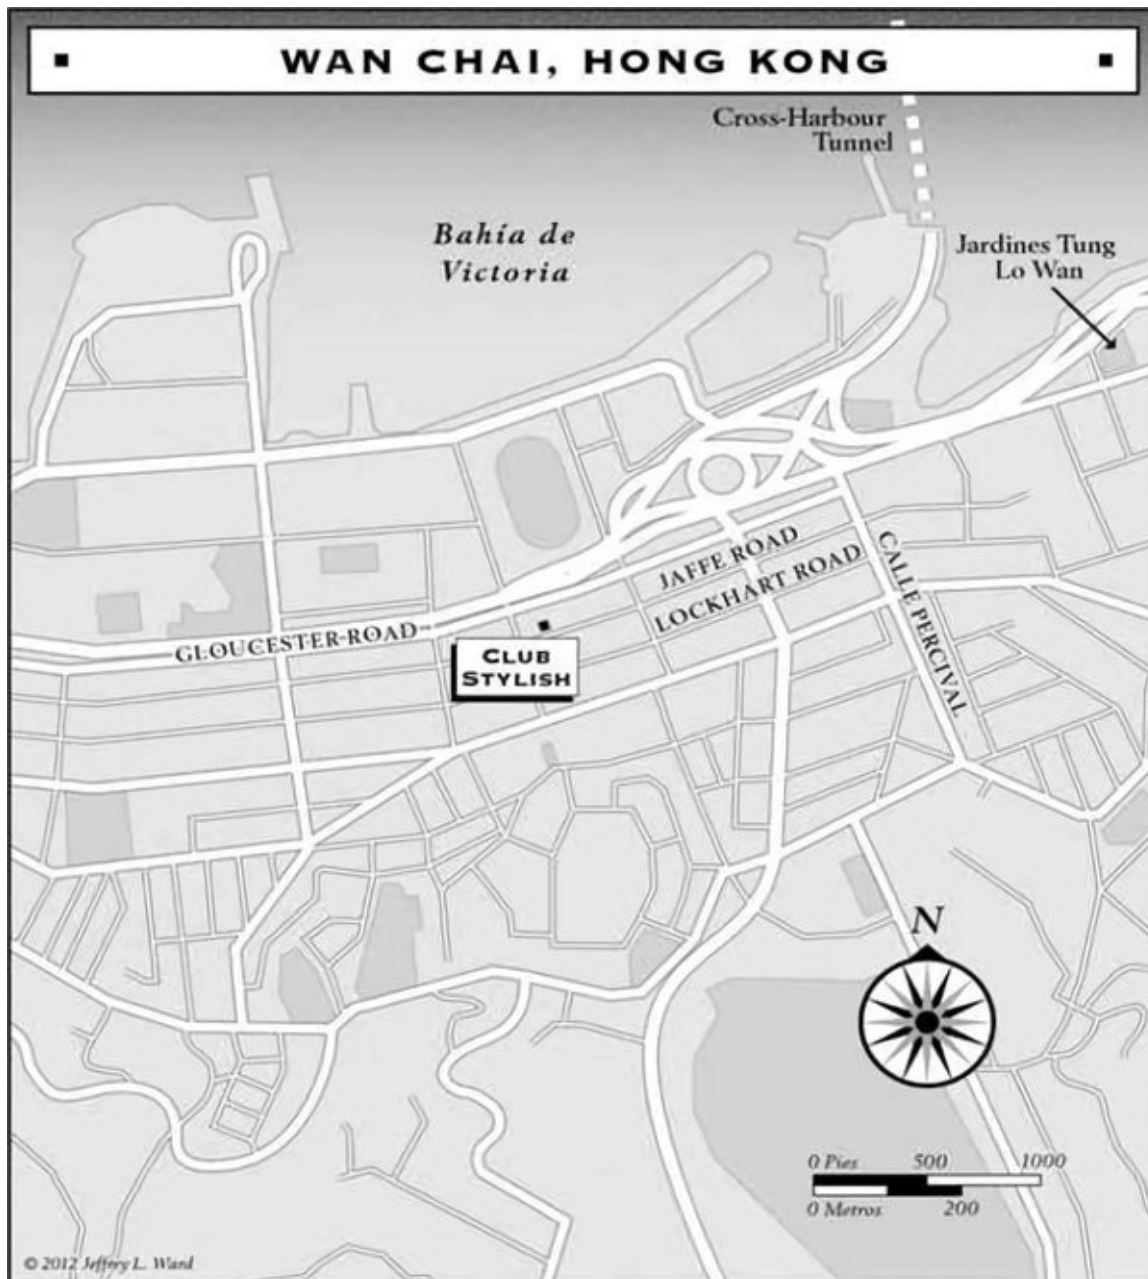 WAN CHAI, HONG KONG
Cross-Harbour
Tunnel
Bahía de
Victoria
Jardines Tung
Lo Wan
JAFFE ROAD
LOCKHART ROAD
CALLE PERCIVAL
GLOUCESTER ROAD
CLUB
STYLISH
N
0 Pies 500 1000
0 Metros 200
© 2012 Jeffrey L. Ward